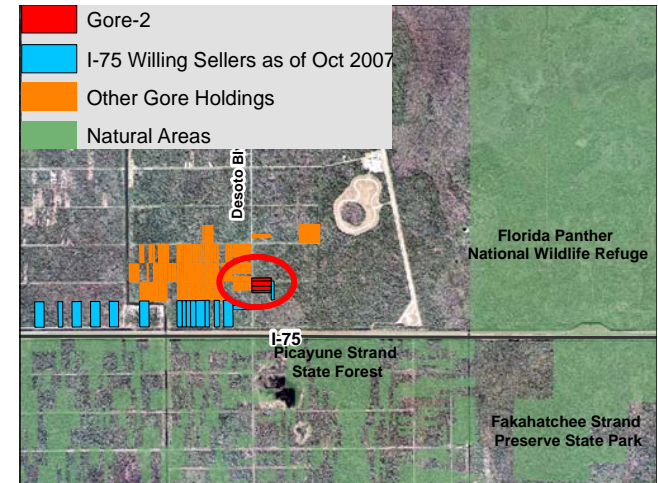 Gore-2
I-75 Willing Sellers as of Oct 2007
Other Gore Holdings
Natural Areas
Desoto Bl
Florida Panther
National Wildlife Refuge
I-75
Picayune Strand
State Forest
Fakahatchee Strand
Preserve State Park